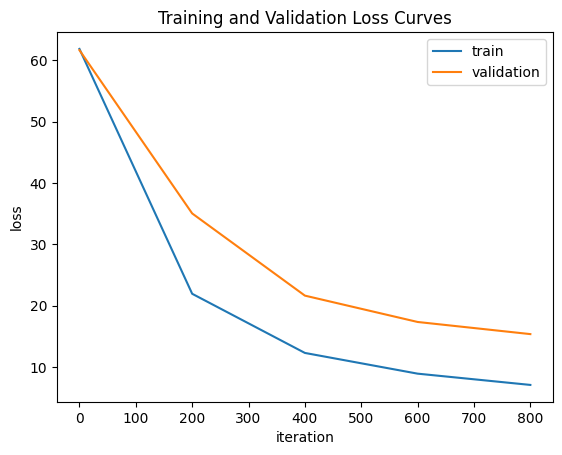 Training and Validation Loss Curves
train
validation
60
50
40
30
20
10
loss
0 100 200 300 400 500 600 700 800
iteration